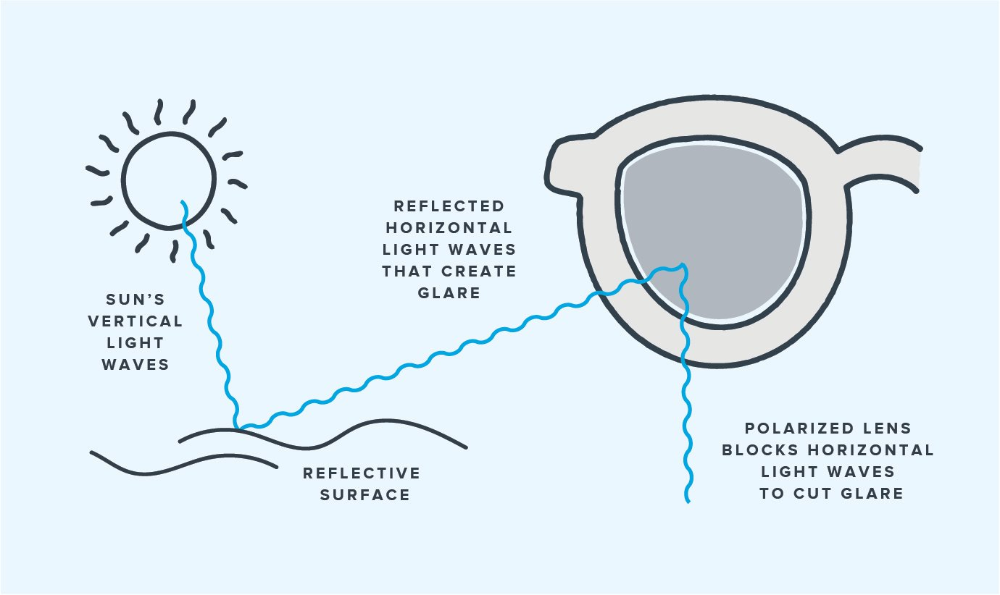 REFLECTED
HORIZONTAL
LIGHT WAVES
THAT CREATE
GLARE
SUN'S
VERTICAL
LIGHT
WAVES
REFLECTIVE
SURFACE
POLARIZED LENS
BLOCKS HORIZONTAL
LIGHT WAVES
TO CUT GLARE